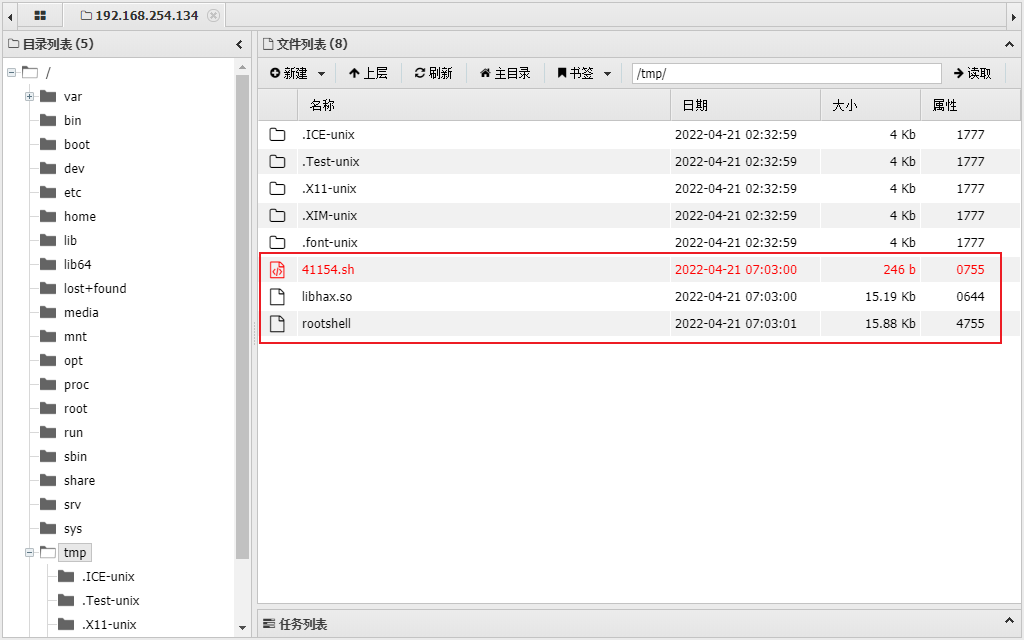 192.168.254.134
目录列表 (5)
文件列表 (8)
新建 上层 刷新 主目录 书签 /tmp/ 读取
名称 日期 大小 属性
/
var
bin
boot
dev
etc
home
lib
lib64
lost+found
media
mnt
opt
proc
root
run
sbin
share
srv
sys
tmp
.ICE-unix
.Test-unix
.X11-unix
.ICE-unix 2022-04-21 02:32:59 4 Kb 1777
.Test-unix 2022-04-21 02:32:59 4 Kb 1777
.X11-unix 2022-04-21 02:32:59 4 Kb 1777
.XIM-unix 2022-04-21 02:32:59 4 Kb 1777
.font-unix 2022-04-21 02:32:59 4 Kb 1777
41154.sh 2022-04-21 07:03:00 246 b 0755
libhax.so 2022-04-21 07:03:00 15.19 Kb 0644
rootshell 2022-04-21 07:03:01 15.88 Kb 4755
任务列表